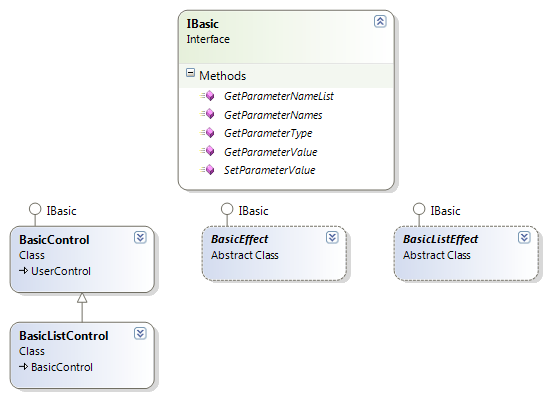 IBasic
Interface
Methods
GetParameterNameList
GetParameterNames
GetParameterType
GetParameterValue
SetParameterValue
IBasic
IBasic
IBasic
BasicControl
Class
UserControl
BasicEffect
Abstract Class
BasicListEffect
Abstract Class
BasicListControl
Class
BasicControl